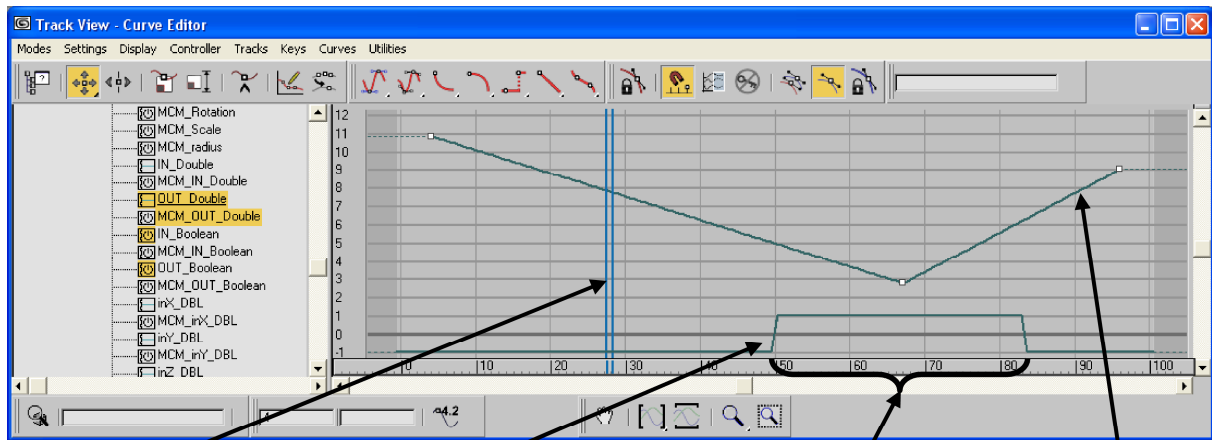 Track View - Curve Editor
Modes Settings Display Controller Tracks Keys Curves Utilities
MCM_Rotation
MCM_Scale
MCM_radius
IN_Double
MCM_IN_Double
OUT_Double
MCM_OUT_Double
IN_Boolean
MCM_IN_Boolean
OUT_Boolean
MCM_OUT_Boolean
inX_DBL
MCM_inX_DBL
inY_DBL
MCM_inY_DBL
inZ_DBL
12
11
10
9
8
7
6
5
4
3
2
1
0
-1
0 10 20 30 40 50 60 70 80 90 100
4.2